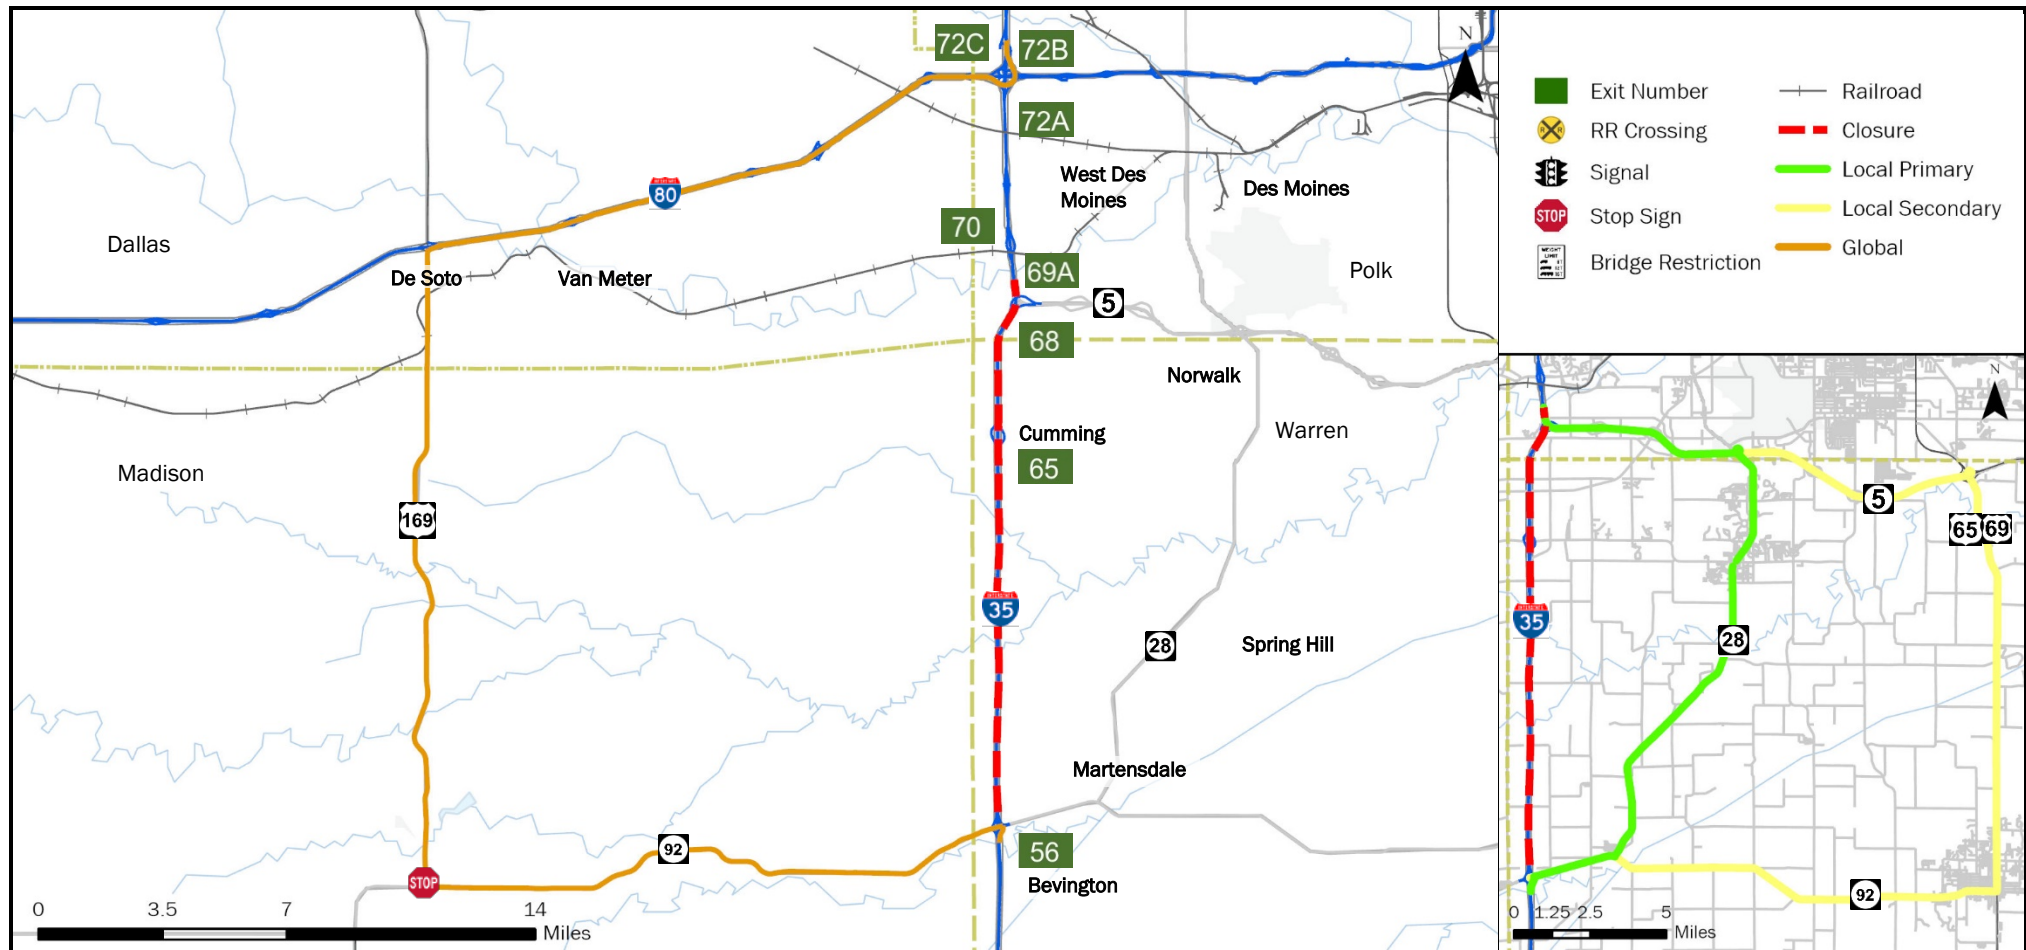 72C
72B
N
72A
80
West Des
Moines
Des Moines
70
Dallas
De Soto
Van Meter
69A
Polk
5
68
Norwalk
Cumming
Warren
65
Madison
169
35
28
Spring Hill
Martensdale
92
56
STOP
Bevington
0 3.5 7 14
Miles
Exit Number
RR Crossing
Signal
STOP Stop Sign
WEIGHT
LIMIT
Bridge Restriction
Railroad
Closure
Local Primary
Local Secondary
Global
N
5
65 69
35
28
92
0 1.25 2.5 5
Miles